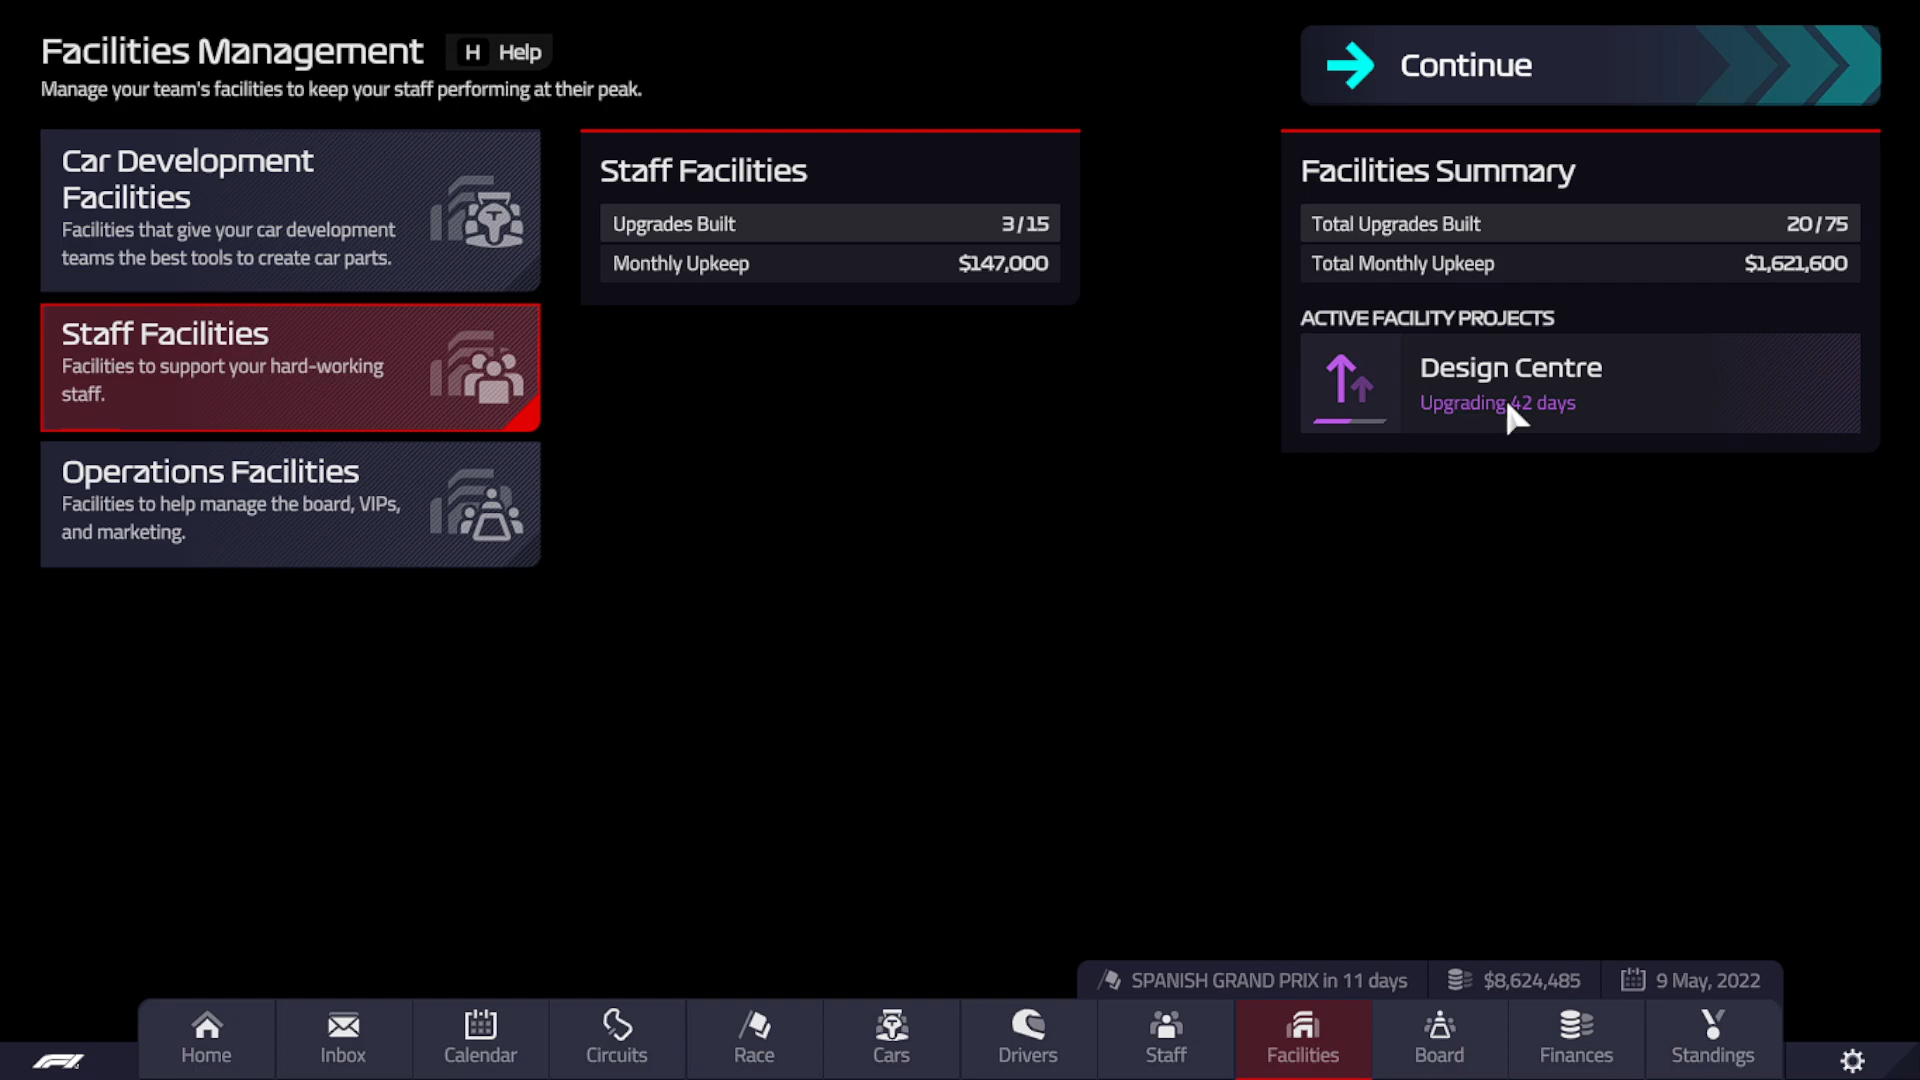 Facilities Management
H Help
Manage your team's facilities to keep your staff performing at their peak.
Continue
Car Development
Facilities
Facilities that give your car development
teams the best tools to create car parts.
Staff Facilities
Facilities to support your hard-working
staff.
Operations Facilities
Facilities to help manage the board, VIPs,
and marketing.
Staff Facilities
Upgrades Built 3/15
Monthly Upkeep $147,000
Facilities Summary
Total Upgrades Built 20/75
Total Monthly Upkeep $1,621,600
ACTIVE FACILITY PROJECTS
Design Centre
Upgrading 42 days
SPANISH GRAND PRIX in 11 days
$8,624,485
9 May, 2022
F1
Home
Inbox
Calendar
Circuits
Race
Cars
Drivers
Staff
Facilities
Board
Finances
Standings